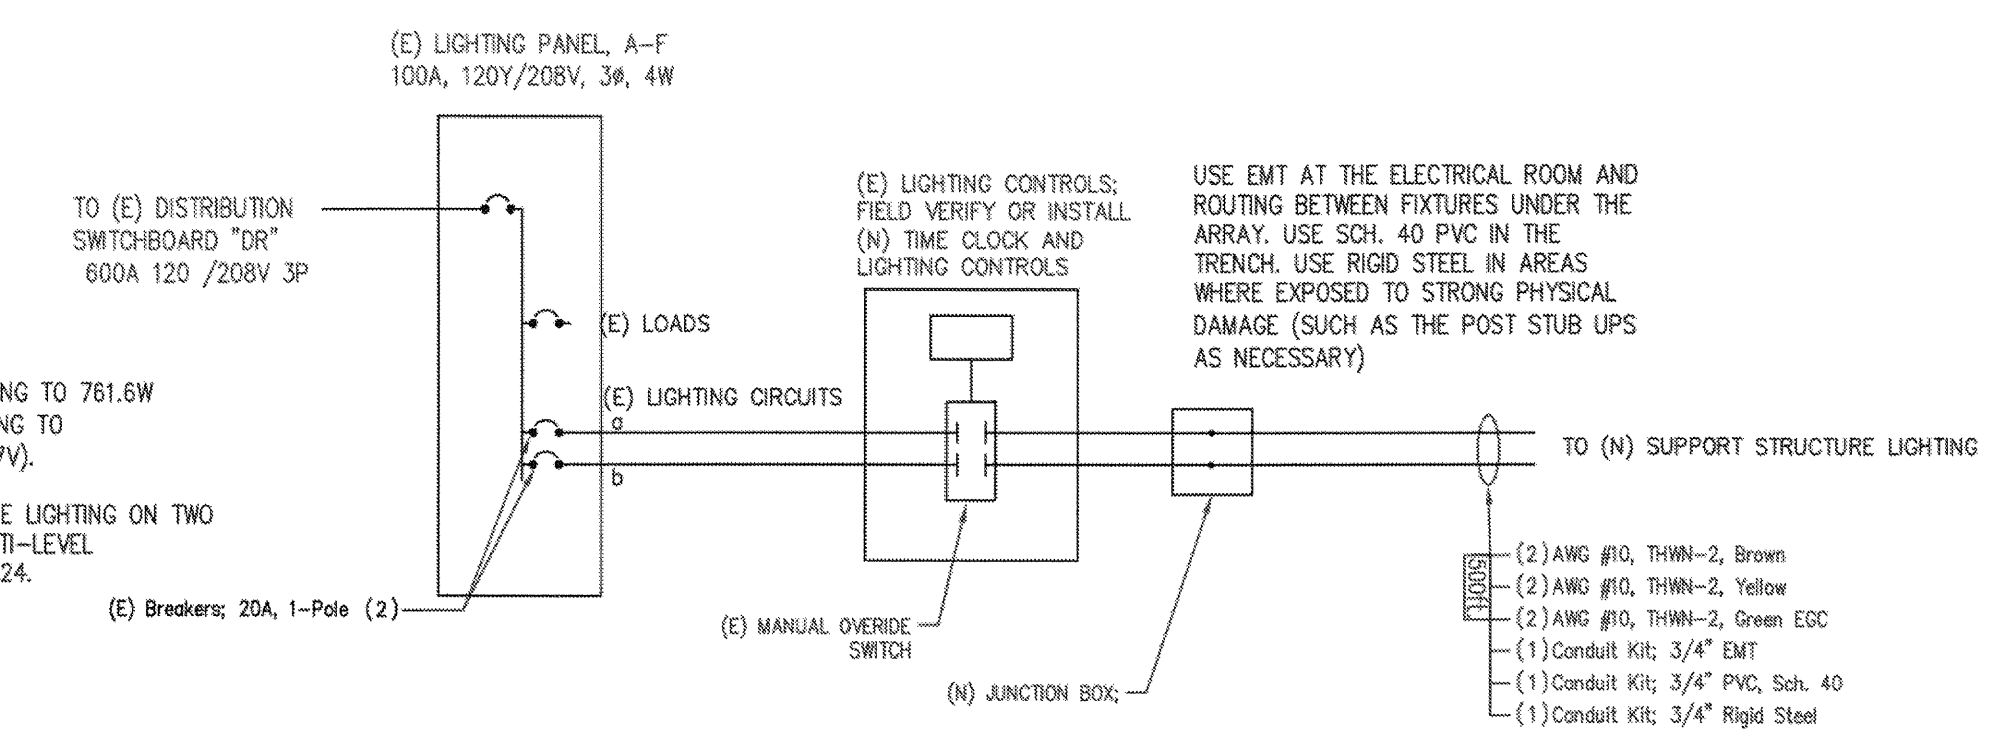 (E) LIGHTING PANEL, A-F
100A, 120Y/208V, 3ø, 4W
TO (E) DISTRIBUTION
SWITCHBOARD "DR"
600A 120 /208V 3P
(E) LOADS
(E) LIGHTING CIRCUITS
a
b
NG TO 761.6W
NG TO
V).
E LIGHTING ON TWO
TI-LEVEL
24.
(E) Breakers; 20A, 1-Pole (2)
(E) LIGHTING CONTROLS;
FIELD VERIFY OR INSTALL
(N) TIME CLOCK AND
LIGHTING CONTROLS
(E) MANUAL OVERIDE
SWITCH
(N) JUNCTION BOX;
USE EMT AT THE ELECTRICAL ROOM AND
ROUTING BETWEEN FIXTURES UNDER THE
ARRAY. USE SCH. 40 PVC IN THE
TRENCH. USE RIGID STEEL IN AREAS
WHERE EXPOSED TO STRONG PHYSICAL
DAMAGE (SUCH AS THE POST STUB UPS
AS NECESSARY)
TO (N) SUPPORT STRUCTURE LIGHTING
(2)AWG #10, THWN-2, Brown
(2)AWG #10, THWN-2, Yellow
(2)AWG #10, THWN-2, Green EGC
(1)Conduit Kit; 3/4" EMT
(1)Conduit Kit; 3/4" PVC, Sch. 40
(1)Conduit Kit; 3/4" Rigid Steel